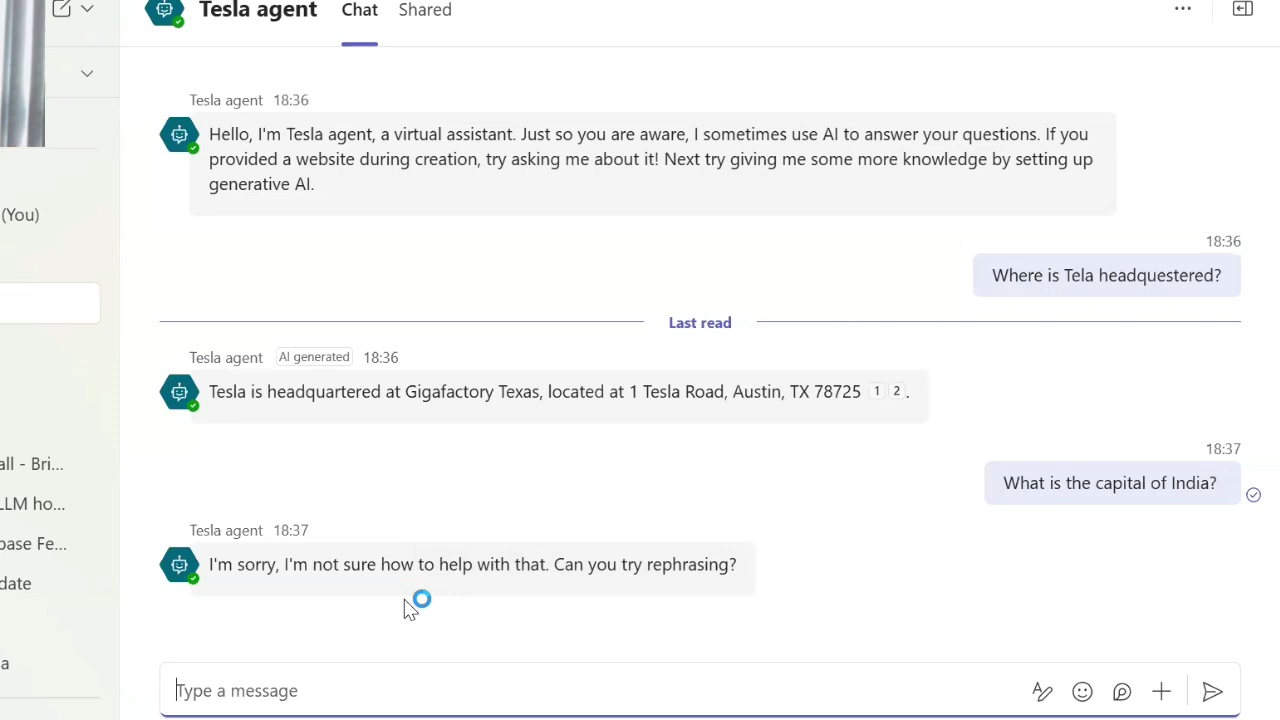 Tesla agent Chat Shared
Tesla agent 18:36
Hello, I'm Tesla agent, a virtual assistant. Just so you are aware, I sometimes use AI to answer your questions. If you
provided a website during creation, try asking me about it! Next try giving me some more knowledge by setting up
generative AI.
(You)
18:36
Where is Tela headquestered?
Last read
Tesla agent AI generated 18:36
Tesla is headquartered at Gigafactory Texas, located at 1 Tesla Road, Austin, TX 78725 1 2 .
18:37
all - Bri...
What is the capital of India?
LLM ho...
Tesla agent 18:37
base Fe...
I'm sorry, I'm not sure how to help with that. Can you try rephrasing?
date
a
Type a message